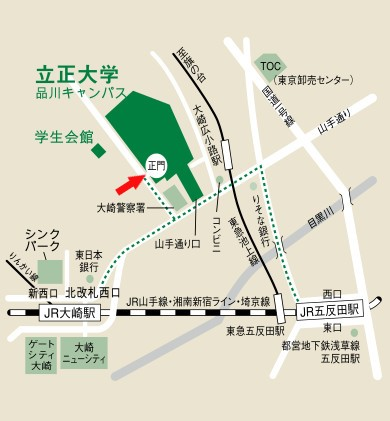 立正大学
品川キャンパス
学生会館
正門
至旗の台
大崎広小路駅
TOC
(東京卸売センター)
国道一号線
山手通り
大崎警察署
山手通り口
コンビニ
東急池上線
りそな銀行
目黒川
シンク
パーク
りんかい線
東日本
銀行
新西口
北改札西口
JR山手線・湘南新宿ライン・埼京線
JR大崎駅
西口
JR五反田駅
東口
東急五反田駅
都営地下鉄浅草線
五反田駅
ゲート
シティ
大崎
大崎
ニューシティ